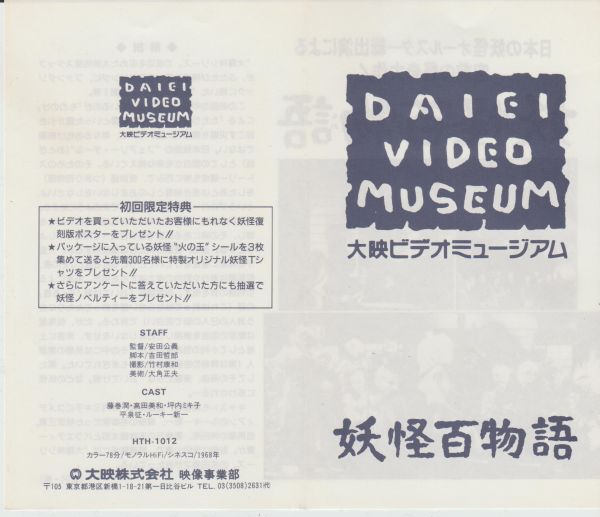 DAIEI
VIDEO
MUSEUM
大映ビデオミュージアム
初回限定特典
★ビデオを買っていただいたお客様にもれなく妖怪復
刻版ポスターをプレゼント!!
★パッケージに入っている妖怪“火の玉”シールを3枚
集めて送ると先着300名様に特製オリジナル妖怪Tシ
ャツをプレゼント!!
★さらにアンケートに答えていただいた方にも抽選で
妖怪ノベルティーをプレゼント!!
STAFF
監督/安田公義
脚本/吉田哲郎
撮影/竹村康和
美術/太角正夫
CAST
藤巻潤・高田美和・坪内ミキ子
平泉征・ルーキー新一
HTH-1012
カラー78分/モノラルHiFi/シネスコ/1968年
大映株式会社 映像事業部
〒105 東京都港区新橋1-18-21第一日比谷ビル TEL. 03(3508)2631代
DAIEI
VIDEO
MUSEUM
大映ビデオミュージアム
妖怪百物語